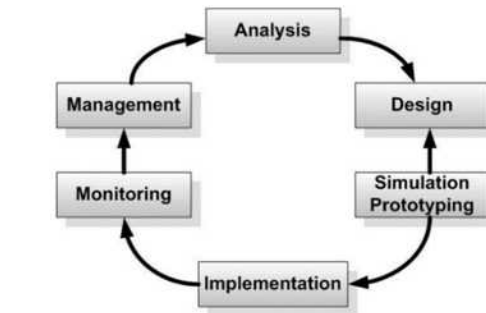 Analysis
Management
Design
Monitoring
Simulation
Prototyping
Implementation